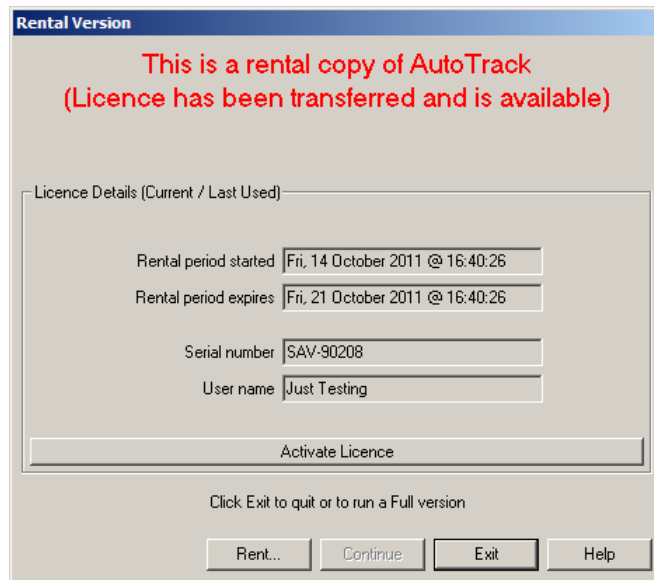 Rental Version
This is a rental copy of AutoTrack
(Licence has been transferred and is available)
Licence Details (Current / Last Used)
Rental period started Fri, 14 October 2011 @ 16:40:26
Rental period expires Fri, 21 October 2011 @ 16:40:26
Serial number SAV-90208
User name Just Testing
Activate Licence
Click Exit to quit or to run a Full version
Rent... Continue Exit Help